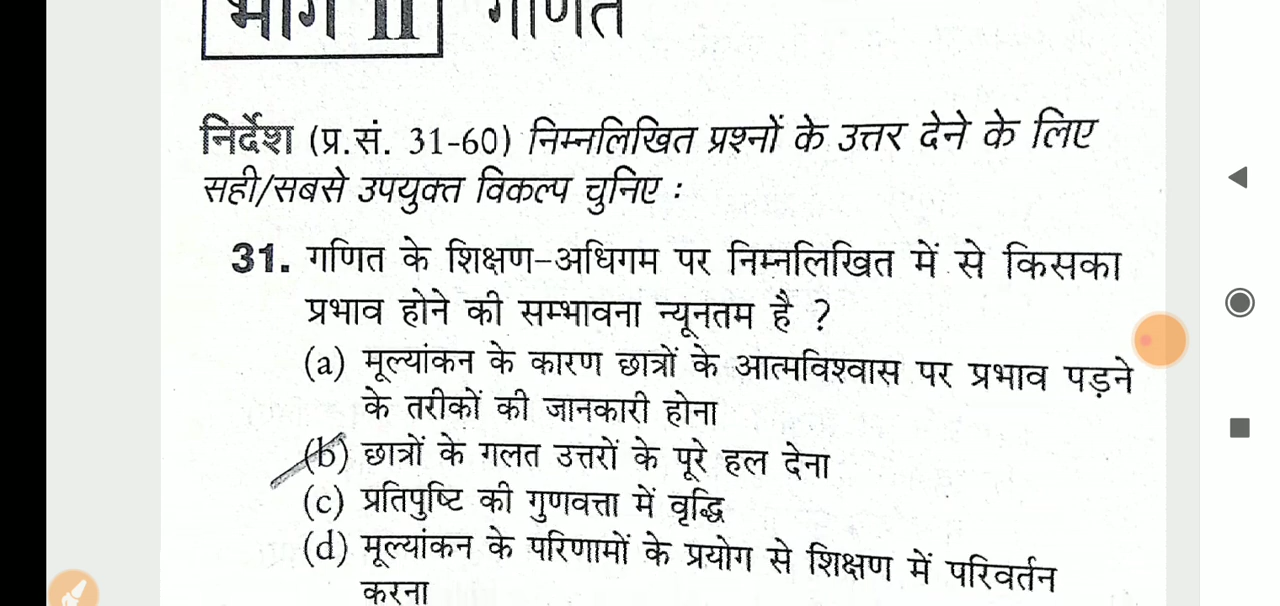 भाग II गणित
निर्देश (प्र.सं. 31-60) निम्नलिखित प्रश्नों के उत्तर देने के लिए
सही/सबसे उपयुक्त विकल्प चुनिए :
31. गणित के शिक्षण-अधिगम पर निम्नलिखित में से किसका
प्रभाव होने की सम्भावना न्यूनतम है ?
(a) मूल्यांकन के कारण छात्रों के आत्मविश्वास पर प्रभाव पड़ने
के तरीकों की जानकारी होना
(b) छात्रों के गलत उत्तरों के पूरे हल देना
(c) प्रतिपुष्टि की गुणवत्ता में वृद्धि
(d) मूल्यांकन के परिणामों के प्रयोग से शिक्षण में परिवर्तन
करना